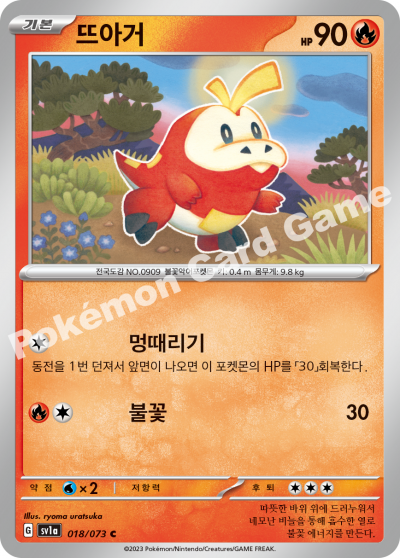 기본 뜨아거 HP 90
전국도감 NO.0909 불꽃악어포켓몬 키: 0.4 m 몸무게: 9.8 kg
Pokémon Card Game
멍때리기
동전을 1번 던져서 앞면이 나오면 이 포켓몬의 HP를 「30」회복한다.
불꽃 30
약점 ×2 저항력 후퇴
Illus. ryoma uratsuka
G sv1a 018/073 C
따뜻한 바위 위에 드러누워서
네모난 비늘을 통해 흡수한 열로
불꽃 에너지를 만든다.
©2023 Pokémon/Nintendo/Creatures/GAME FREAK.